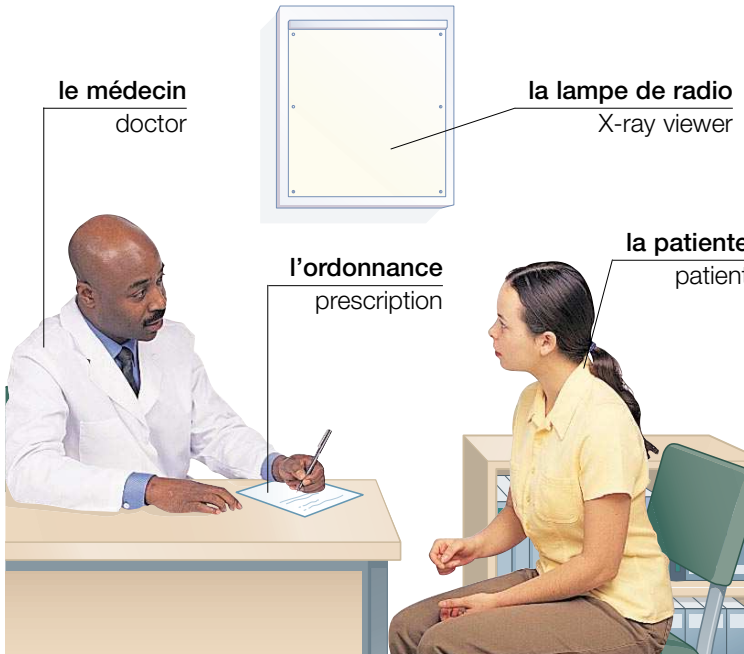 le médecin
doctor
la lampe de radio
X-ray viewer
l’ordonnance
prescription
la patiente
patient